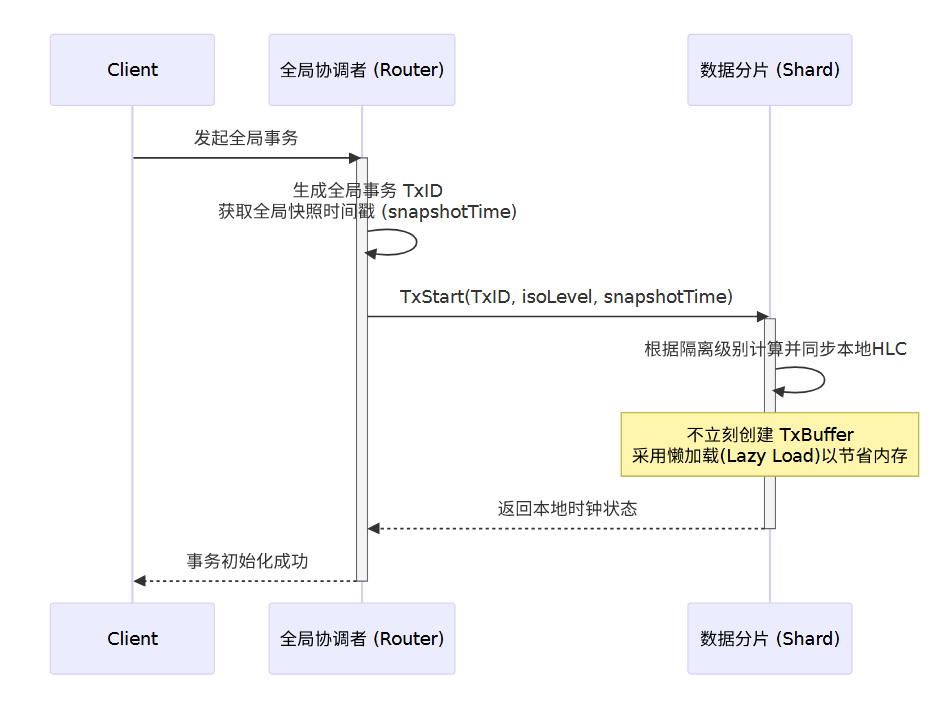 Client
全局协调者 (Router)
数据分片 (Shard)
发起全局事务
生成全局事务 TxID
获取全局快照时间戳 (snapshotTime)
TxStart(TxID, isoLevel, snapshotTime)
根据隔离级别计算并同步本地HLC
不立刻创建 TxBuffer
采用懒加载(Lazy Load)以节省内存
返回本地时钟状态
事务初始化成功
Client
全局协调者 (Router)
数据分片 (Shard)